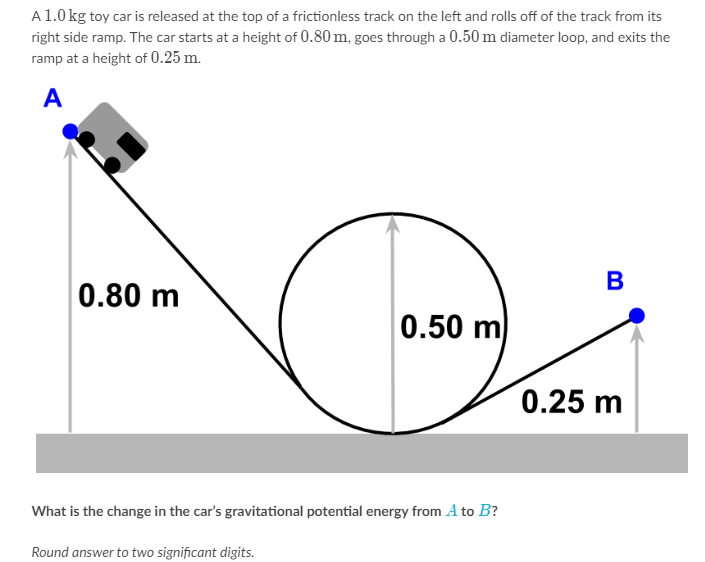 A 1.0 kg toy car is released at the top of a frictionless track on the left and rolls off of the track from its
right side ramp. The car starts at a height of 0.80 m, goes through a 0.50 m diameter loop, and exits the
ramp at a height of 0.25 m.
A
B
0.80 m
0.50 m
0.25 m
What is the change in the car's gravitational potential energy from A to B?
Round answer to two significant digits.